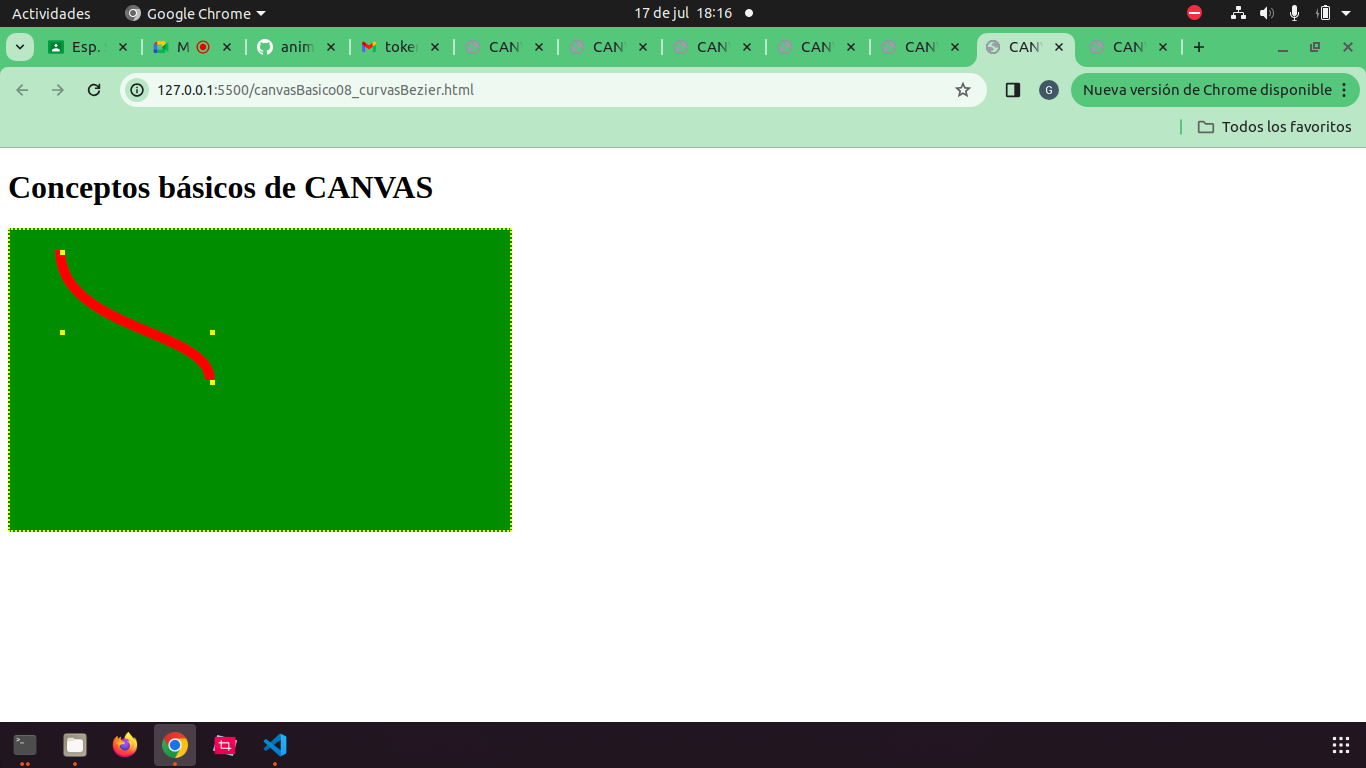 Actividades Google Chrome 17 de jul 18:16
Esp. M anim toke CAN CAN CAN CAN CAN CAN CAN
127.0.0.1:5500/canvasBasico08_curvasBezier.html G Nueva versión de Chrome disponible
Todos los favoritos
Conceptos básicos de CANVAS